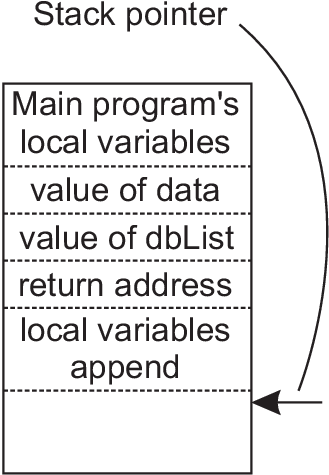 Stack pointer
Main program's
local variables
value of data
value of dbList
return address
local variables
append